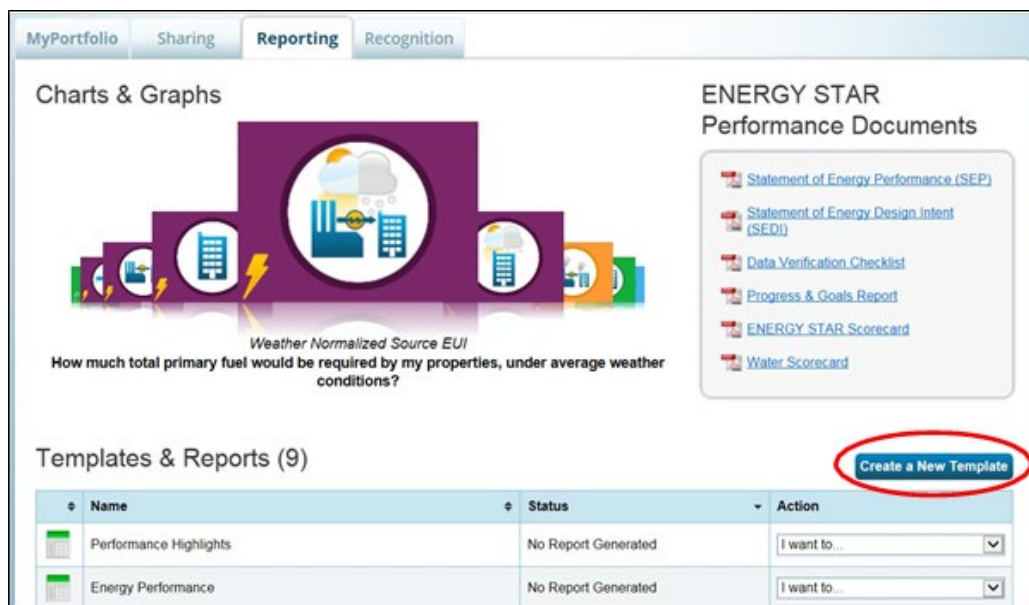 MyPortfolio Sharing Reporting Recognition
Charts & Graphs
Weather Normalized Source EUI
How much total primary fuel would be required by my properties, under average weather
conditions?
ENERGY STAR
Performance Documents
Statement of Energy Performance (SEP)
Statement of Energy Design Intent
(SEDI)
Data Verification Checklist
Progress & Goals Report
ENERGY STAR Scorecard
Water Scorecard
Templates & Reports (9)
Create a New Template
Name Status Action
Performance Highlights No Report Generated I want to...
Energy Performance No Report Generated I want to...